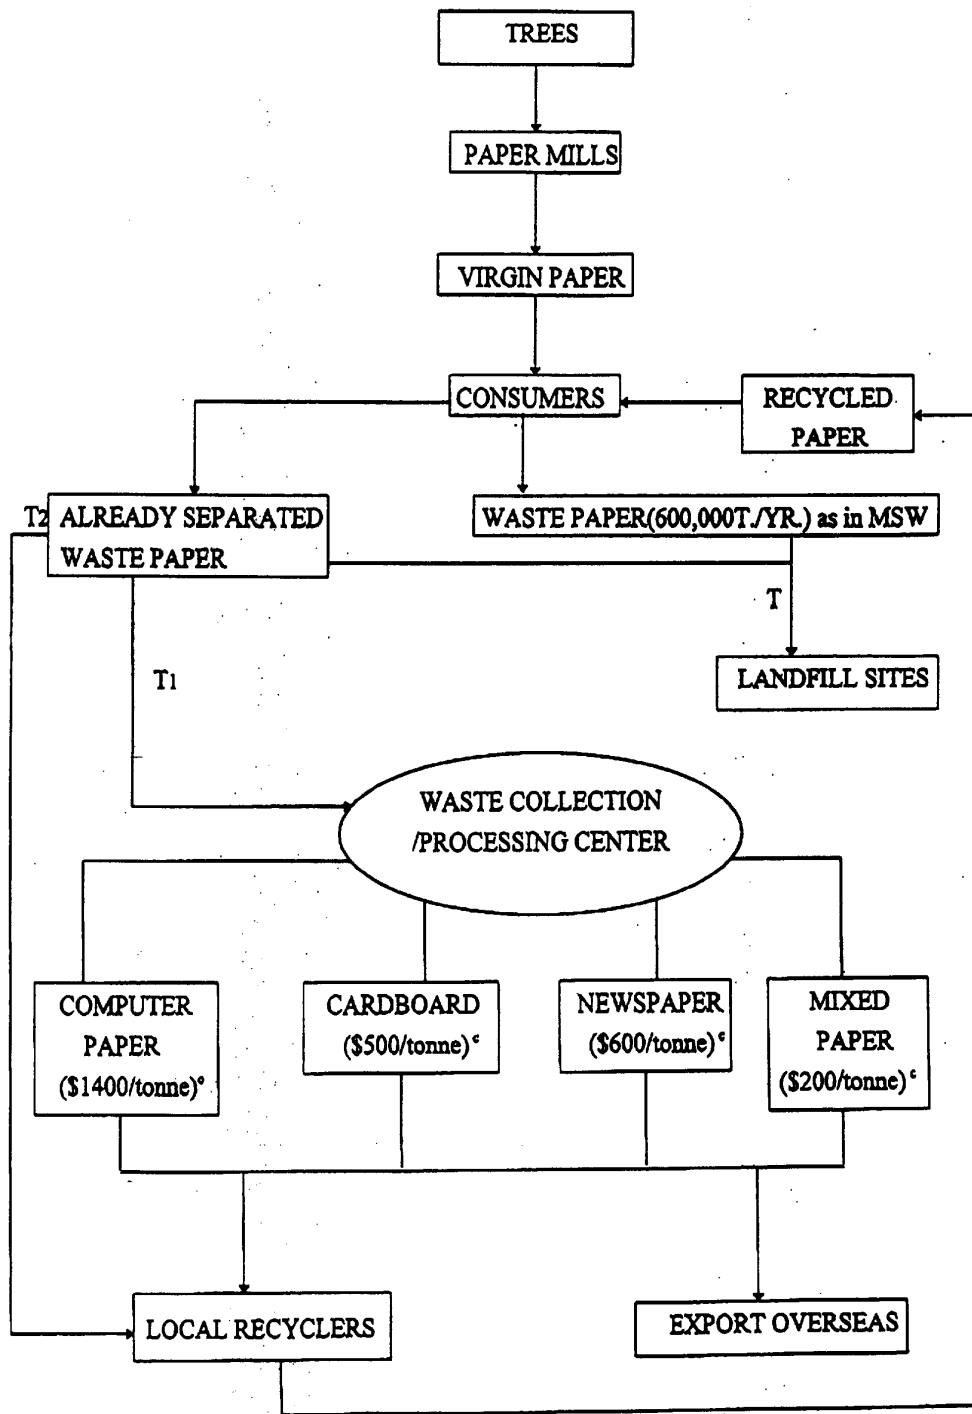 TREES
PAPER MILLS
VIRGIN PAPER
CONSUMERS
RECYCLED
PAPER
T2
ALREADY SEPARATED
WASTE PAPER
WASTE PAPER(600,000T./YR.) as in MSW
T
T1
LANDFILL SITES
WASTE COLLECTION
/PROCESSING CENTER
COMPUTER
PAPER
($1400/tonne)ᵉ
CARDBOARD
($500/tonne)ᶜ
NEWSPAPER
($600/tonne)ᶜ
MIXED
PAPER
($200/tonne)ᶜ
LOCAL RECYCLERS
EXPORT OVERSEAS